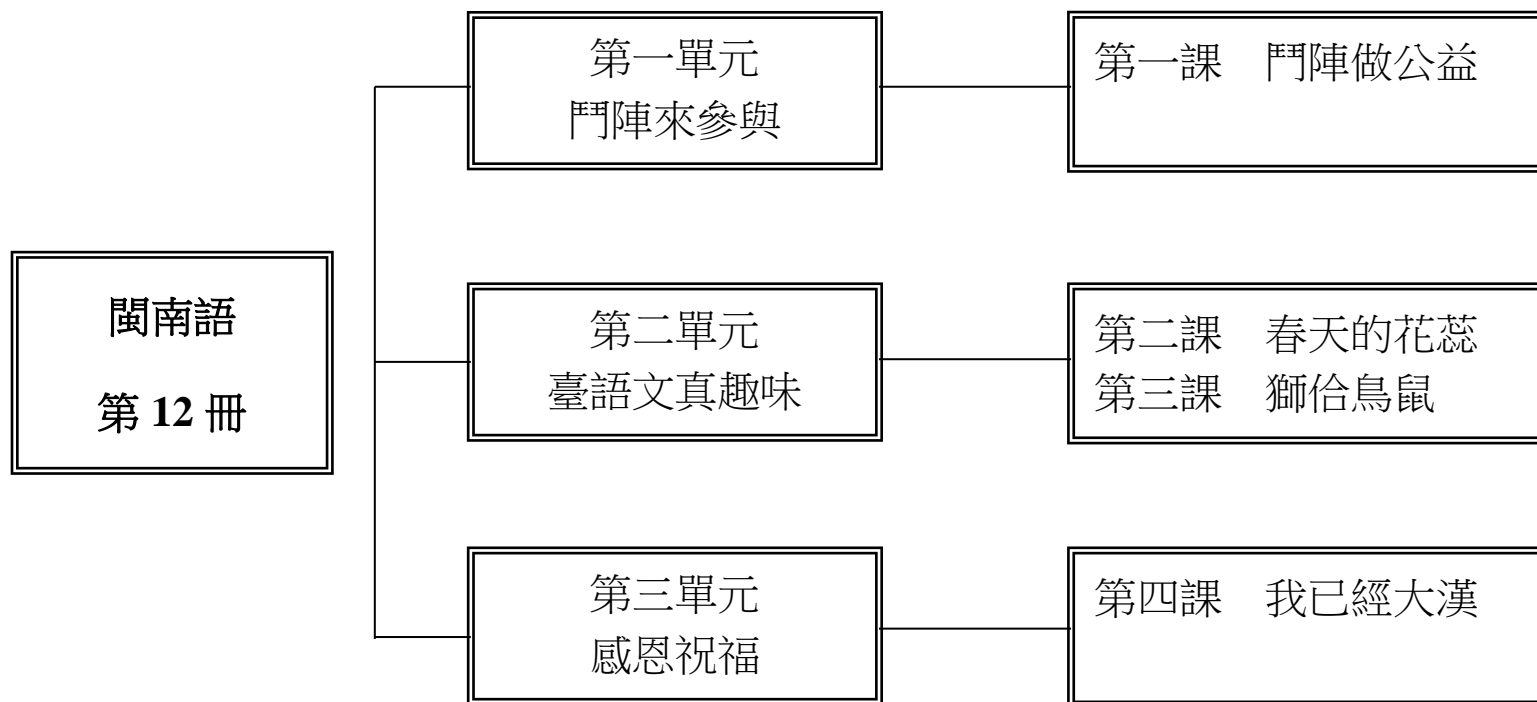 閩南語
第 12 冊
第一單元
鬥陣來參與
第一課　鬥陣做公益
第二單元
臺語文真趣味
第二課　春天的花蕊
第三課　獅佮鳥鼠
第三單元
感恩祝福
第四課　我已經大漢